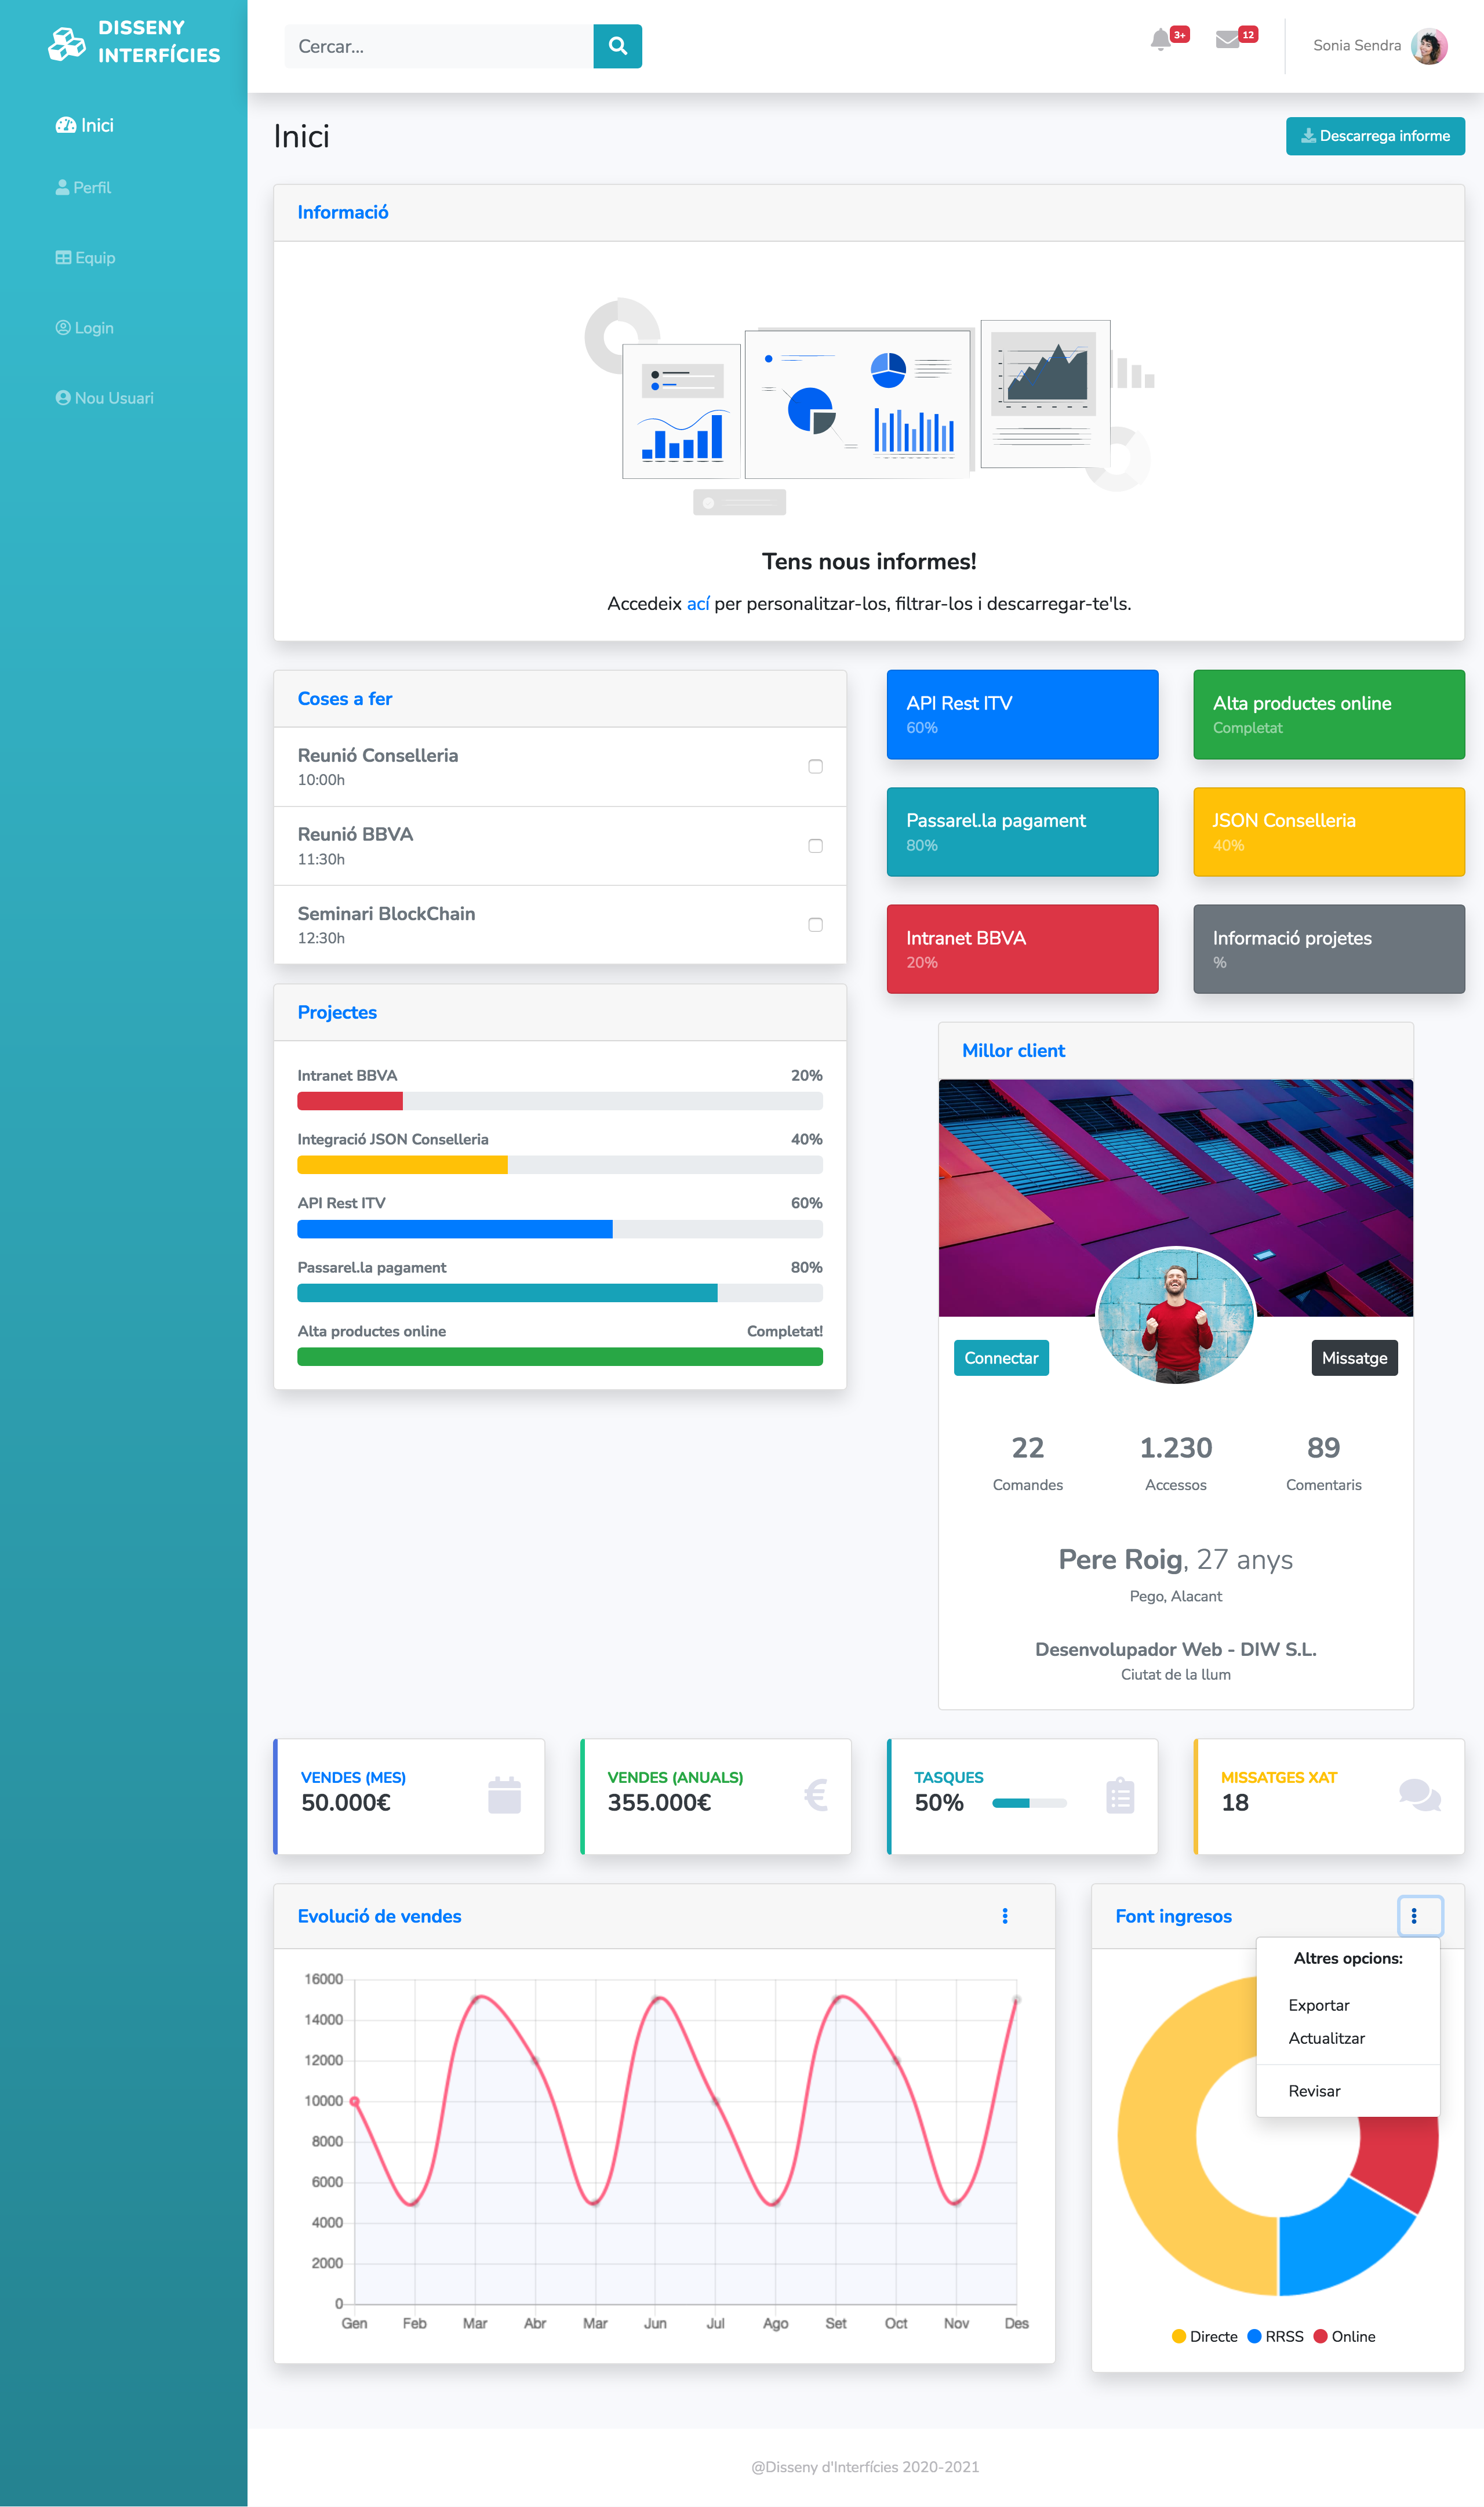 DISSENY
INTERFÍCIES
Inici
Perfil
Equip
Login
Nou Usuari
Cercar...
3+
12
Sonia Sendra
Inici
Descarrega informe
Informació
Tens nous informes!
Accedeix ací per personalitzar-los, filtrar-los i descarregar-te'ls.
Coses a fer
Reunió Conselleria
10:00h
Reunió BBVA
11:30h
Seminari BlockChain
12:30h
API Rest ITV
60%
Alta productes online
Completat
Passarel.la pagament
80%
JSON Conselleria
40%
Intranet BBVA
20%
Informació projetes
%
Projectes
Intranet BBVA 20%
Integració JSON Conselleria 40%
API Rest ITV 60%
Passarel.la pagament 80%
Alta productes online Completat!
Millor client
Connectar
Missatge
22 1.230 89
Comandes Accessos Comentaris
Pere Roig, 27 anys
Pego, Alacant
Desenvolupador Web - DIW S.L.
Ciutat de la llum
VENDES (MES)
50.000€
VENDES (ANUALS)
355.000€
€
TASQUES
50%
MISSATGES XAT
18
Evolució de vendes
16000
14000
12000
10000
8000
6000
4000
2000
0
Gen Feb Mar Abr Mar Jun Jul Ago Set Oct Nov Des
Font ingresos
Altres opcions:
Exportar
Actualitzar
Revisar
Directe RRSS Online
@Disseny d'Interfícies 2020-2021